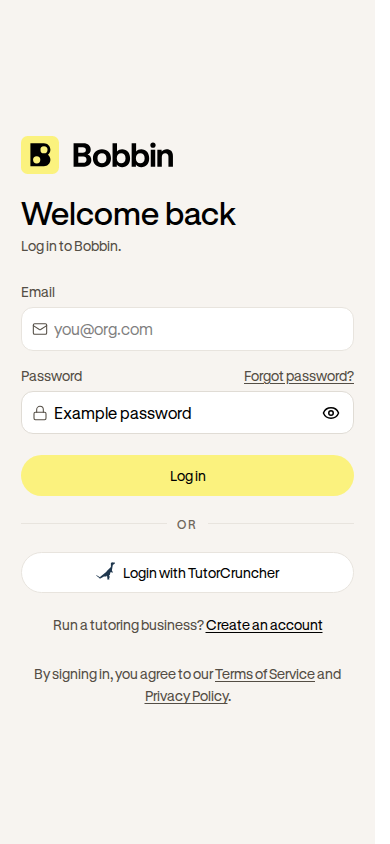 Bobbin
Welcome back
Log in to Bobbin.
Email
you@org.com
Password Forgot password?
Example password
Log in
OR
Login with TutorCruncher
Run a tutoring business? Create an account
By signing in, you agree to our Terms of Service and
Privacy Policy.